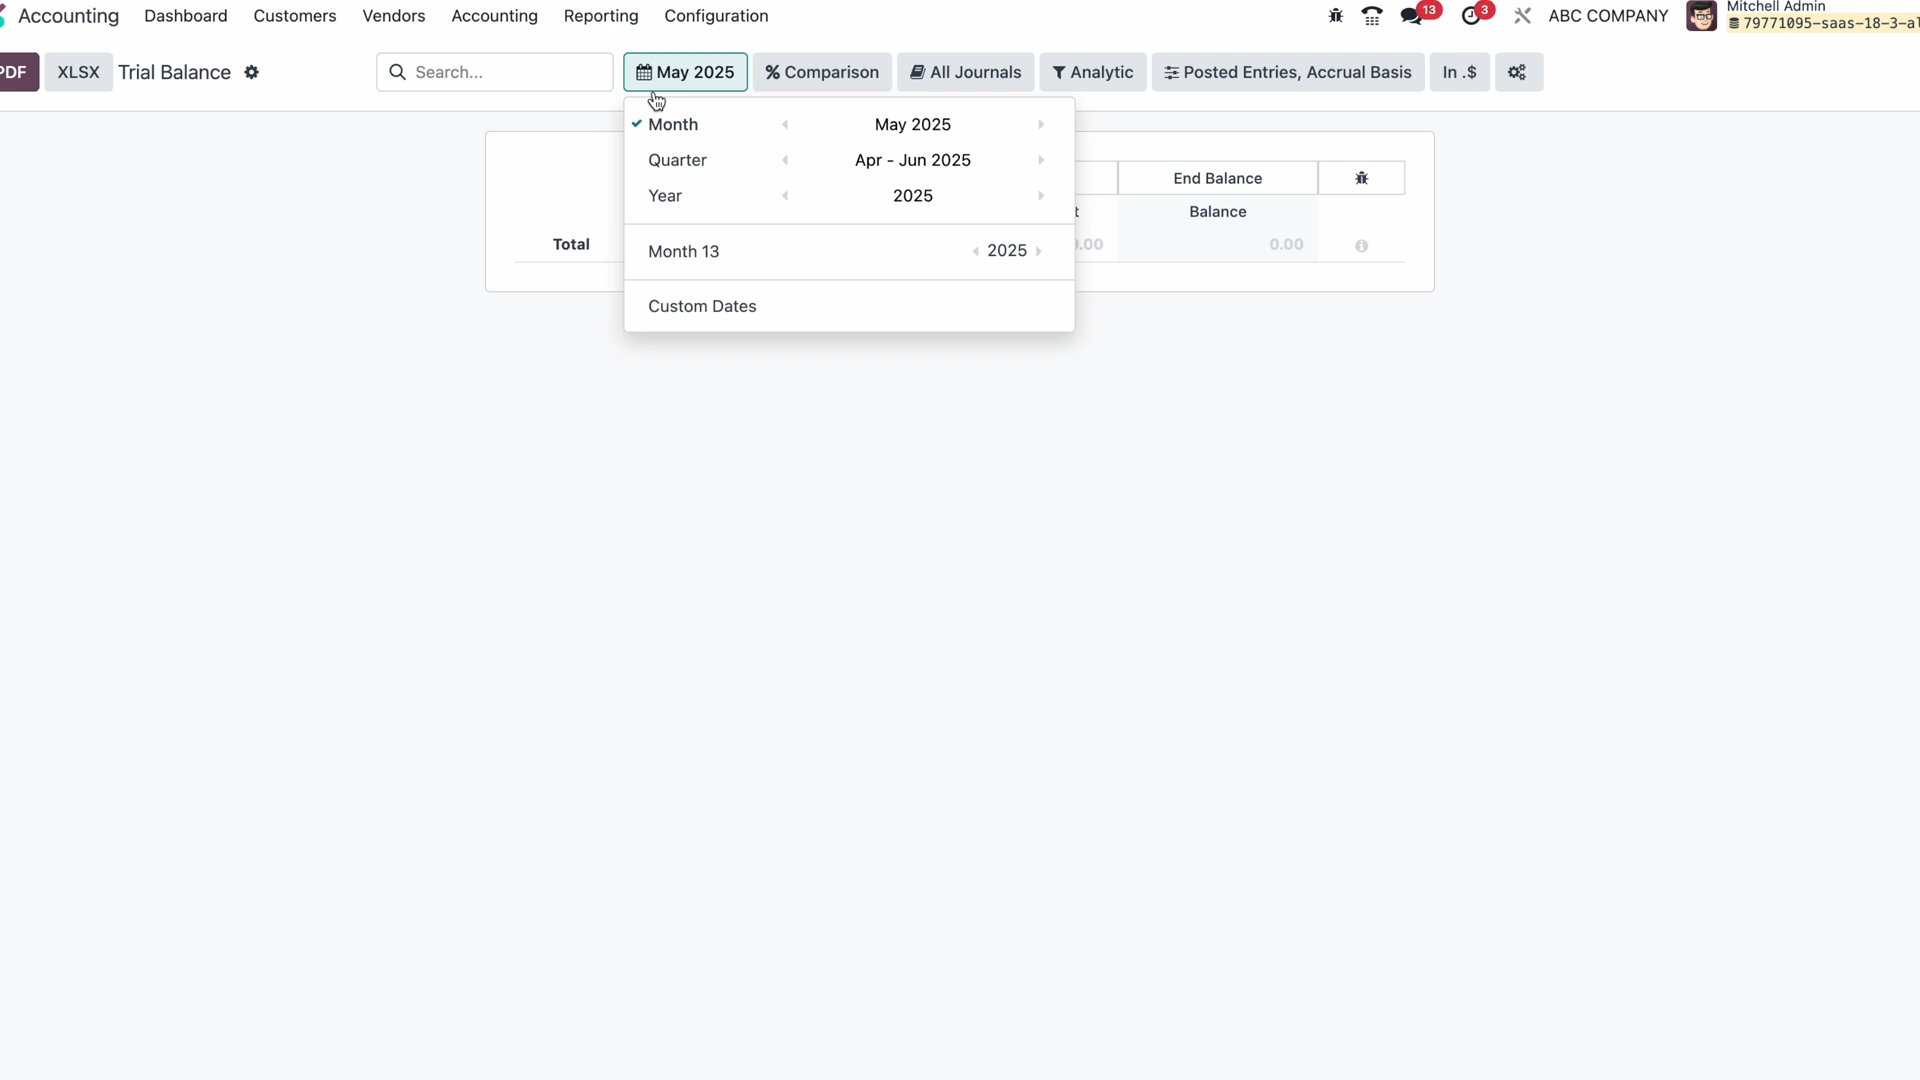 Accounting Dashboard Customers Vendors Accounting Reporting Configuration 13 3 ABC COMPANY Mitchell Admin
79771095-saas-18-3-al
PDF XLSX Trial Balance Search... May 2025 % Comparison All Journals Analytic Posted Entries, Accrual Basis In .$
Month May 2025
Quarter Apr - Jun 2025
Year 2025
Month 13 2025
Custom Dates
End Balance
t Balance
Total .00 0.00